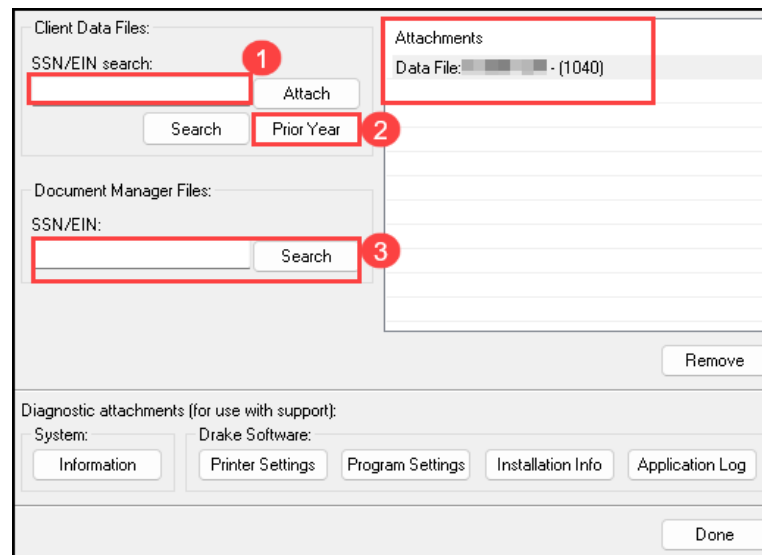 Client Data Files:
SSN/EIN search:
1
Attach
Search
Prior Year
2
Document Manager Files:
SSN/EIN:
Search
3
Attachments
Data File: - (1040)
Remove
Diagnostic attachments (for use with support):
System:
Information
Drake Software:
Printer Settings
Program Settings
Installation Info
Application Log
Done